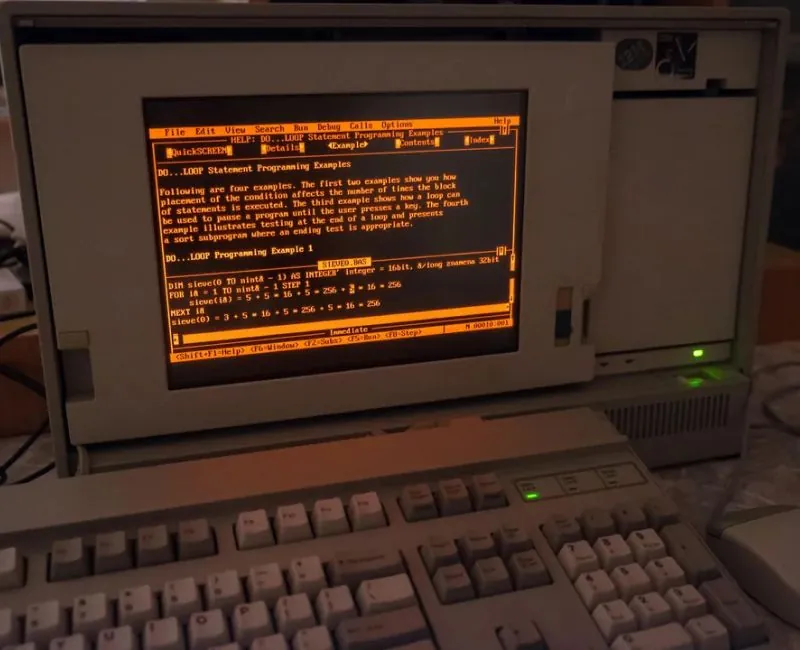 File Edit View Search Run Debug Calls Options Help
HELP: DO...LOOP Statement Programming Examples
QuickSCREEN Details Example Contents Index
DO...LOOP Statement Programming Examples
Following are four examples. The first two examples show you how
placement of the condition affects the number of times the block
of statements is executed. The third example shows how a loop can
be used to pause a program until the user presses a key. The fourth
example illustrates testing at the end of a loop and presents
a sort subprogram where an ending test is appropriate.
DO...LOOP Programming Example 1
SIEVE0.BAS
DIM sieve(0 TO nint& - 1) AS INTEGER' integer = 16bit, &/long znamena 32bit
FOR i& = 1 TO nint& - 1 STEP 1
sieve(i&) = 5 + 5 * 16 + 5 * 256 + 2 * 16 * 256
NEXT i&
sieve(0) = 3 + 5 * 16 + 5 * 256 + 5 * 16 * 256
Immediate
<Shift+F1=Help> <F6=Window> <F2=Subs> <F5=Run> <F8=Step> N 00010:001